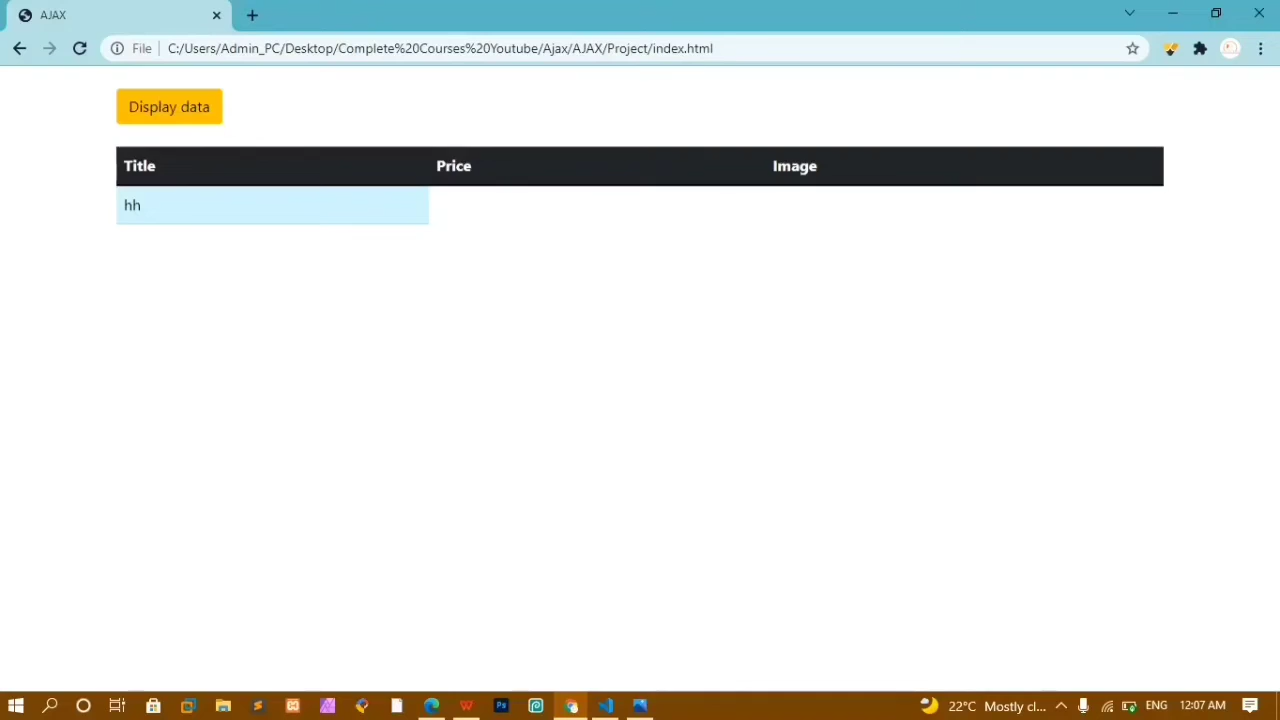 AJAX
File
C:/Users/Admin_PC/Desktop/Complete%20Courses%20Youtube/Ajax/AJAX/Project/index.html
Display data
Title Price Image
hh
22°C Mostly cl... ENG 12:07 AM